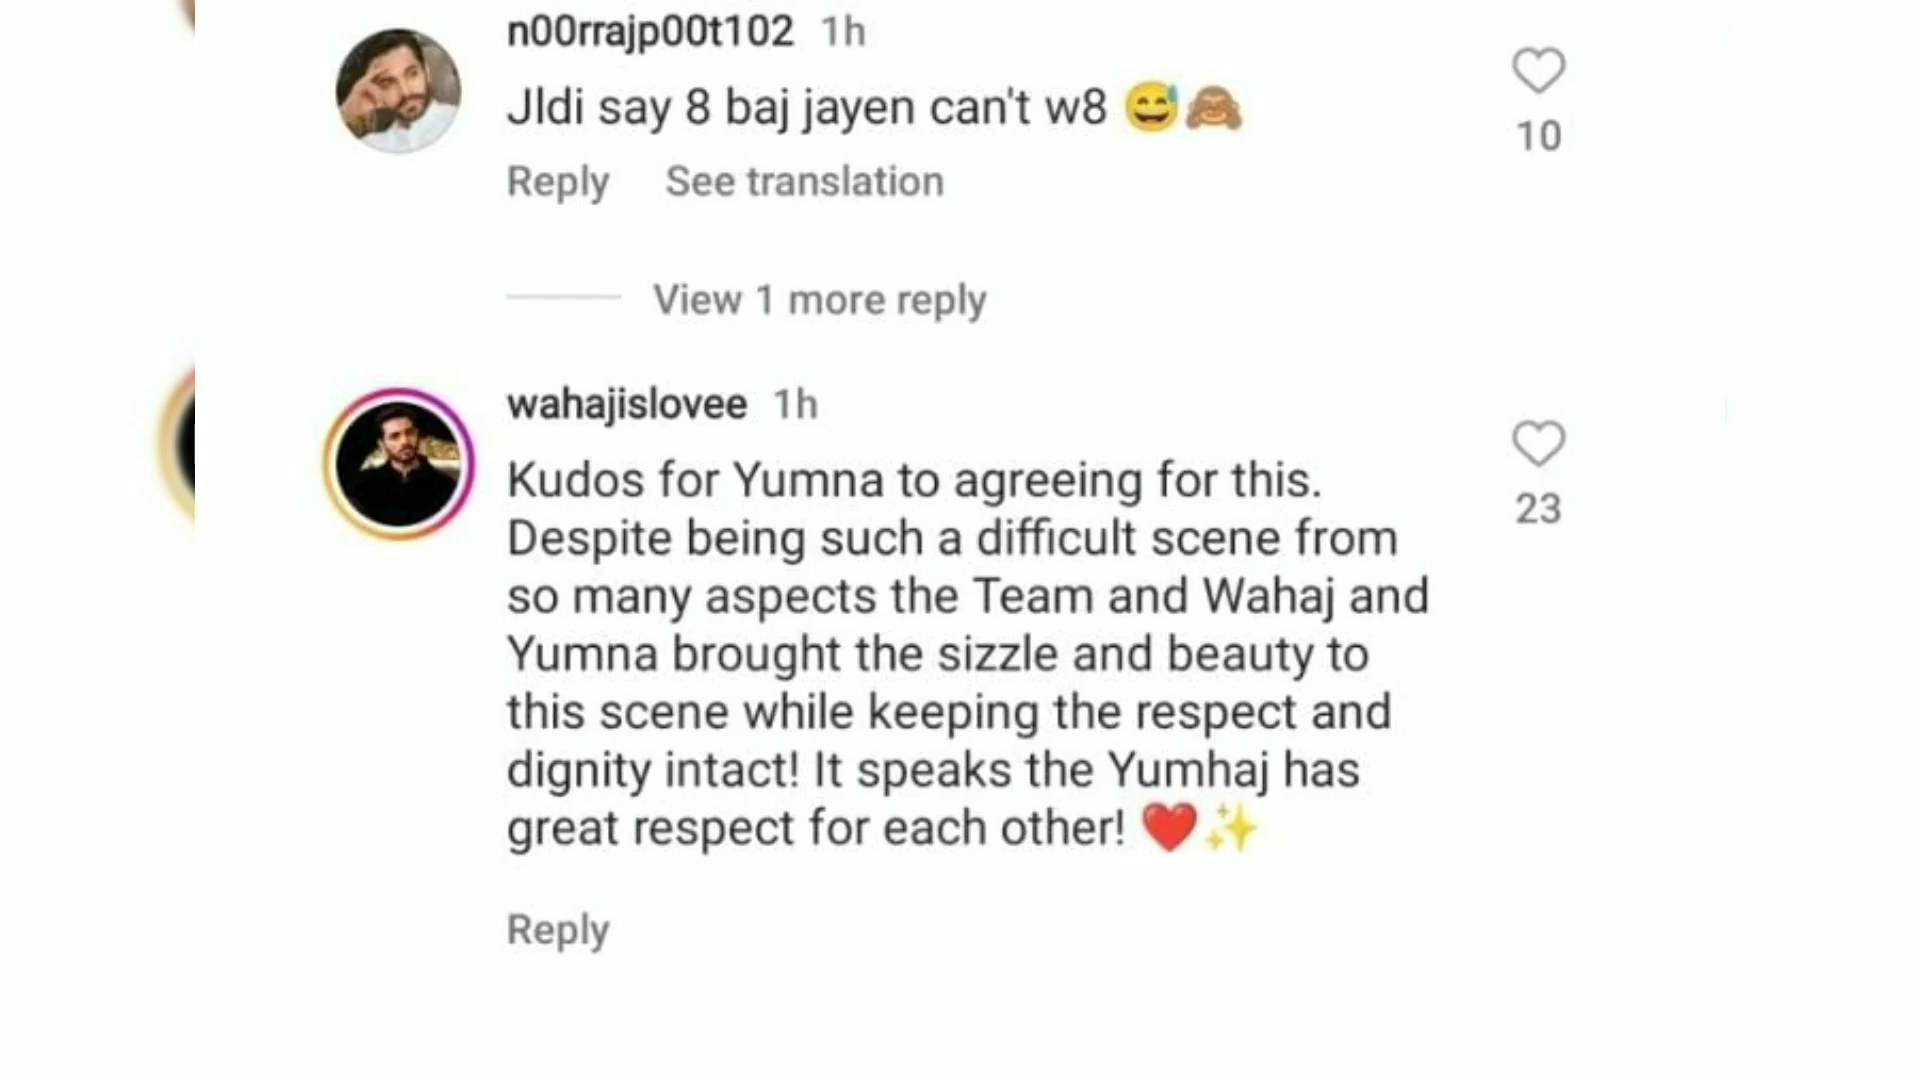 n00rrajp00t102 1h
Jldi say 8 baj jayen can't w8 😅🙈
10
Reply See translation
View 1 more reply
wahajislovee 1h
Kudos for Yumna to agreeing for this.
Despite being such a difficult scene from
so many aspects the Team and Wahaj and
Yumna brought the sizzle and beauty to
this scene while keeping the respect and
dignity intact! It speaks the Yumhaj has
great respect for each other! ❤️✨
23
Reply